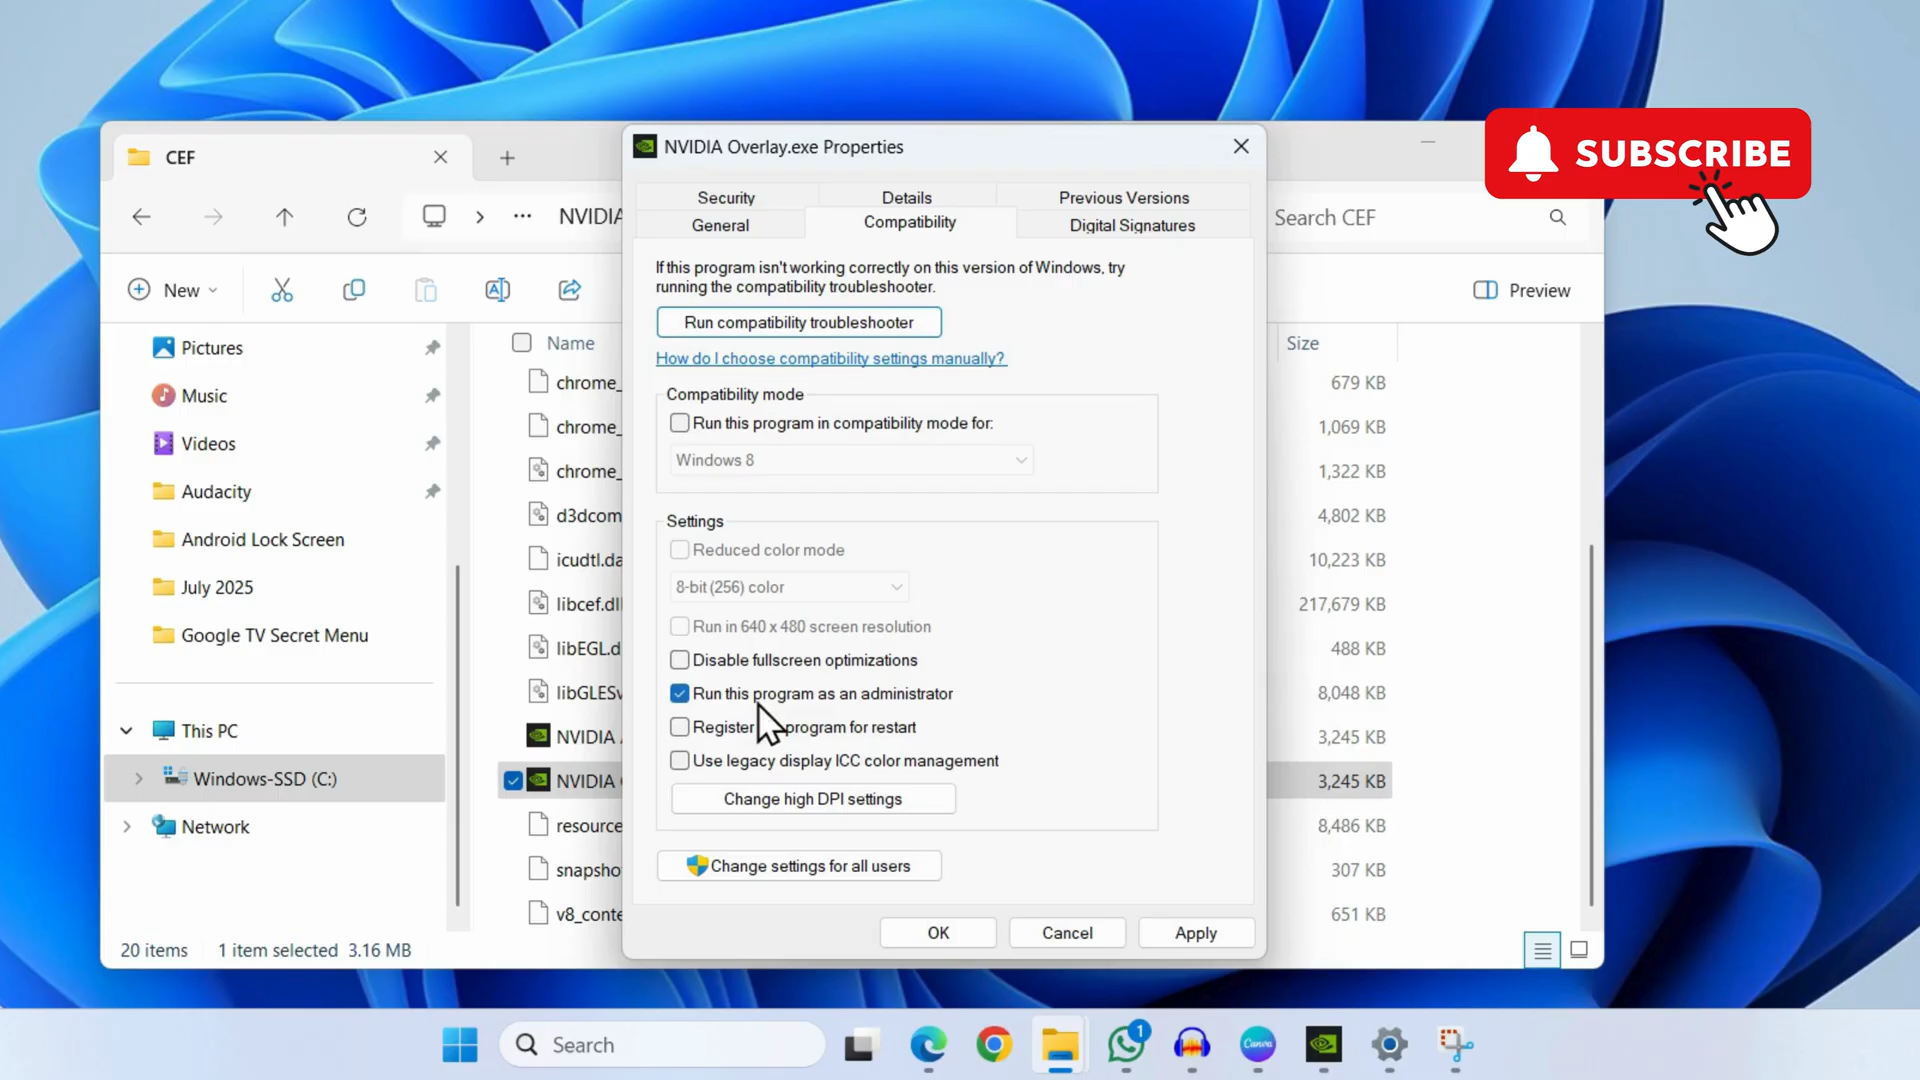 SUBSCRIBE
CEF
NVIDIA Overlay.exe Properties
NVIDIA
Search CEF
Security
Details
Previous Versions
General
Compatibility
Digital Signatures
New
Preview
If this program isn't working correctly on this version of Windows, try
running the compatibility troubleshooter.
Run compatibility troubleshooter
How do I choose compatibility settings manually?
Compatibility mode
Run this program in compatibility mode for:
Windows 8
Settings
Reduced color mode
8-bit (256) color
Run in 640 x 480 screen resolution
Disable fullscreen optimizations
Run this program as an administrator
Register program for restart
Use legacy display ICC color management
Change high DPI settings
Change settings for all users
OK
Cancel
Apply
Pictures
Music
Videos
Audacity
Android Lock Screen
July 2025
Google TV Secret Menu
This PC
Windows-SSD (C:)
Network
Name
Size
chrome_
679 KB
chrome_
1,069 KB
chrome_
1,322 KB
d3dcom
4,802 KB
icudtl.da
10,223 KB
libcef.dll
217,679 KB
libEGL.d
488 KB
libGLESv
8,048 KB
NVIDIA
3,245 KB
NVIDIA
3,245 KB
resource
8,486 KB
snapsho
307 KB
v8_conte
651 KB
20 items
1 item selected 3.16 MB
Search
1
Canva